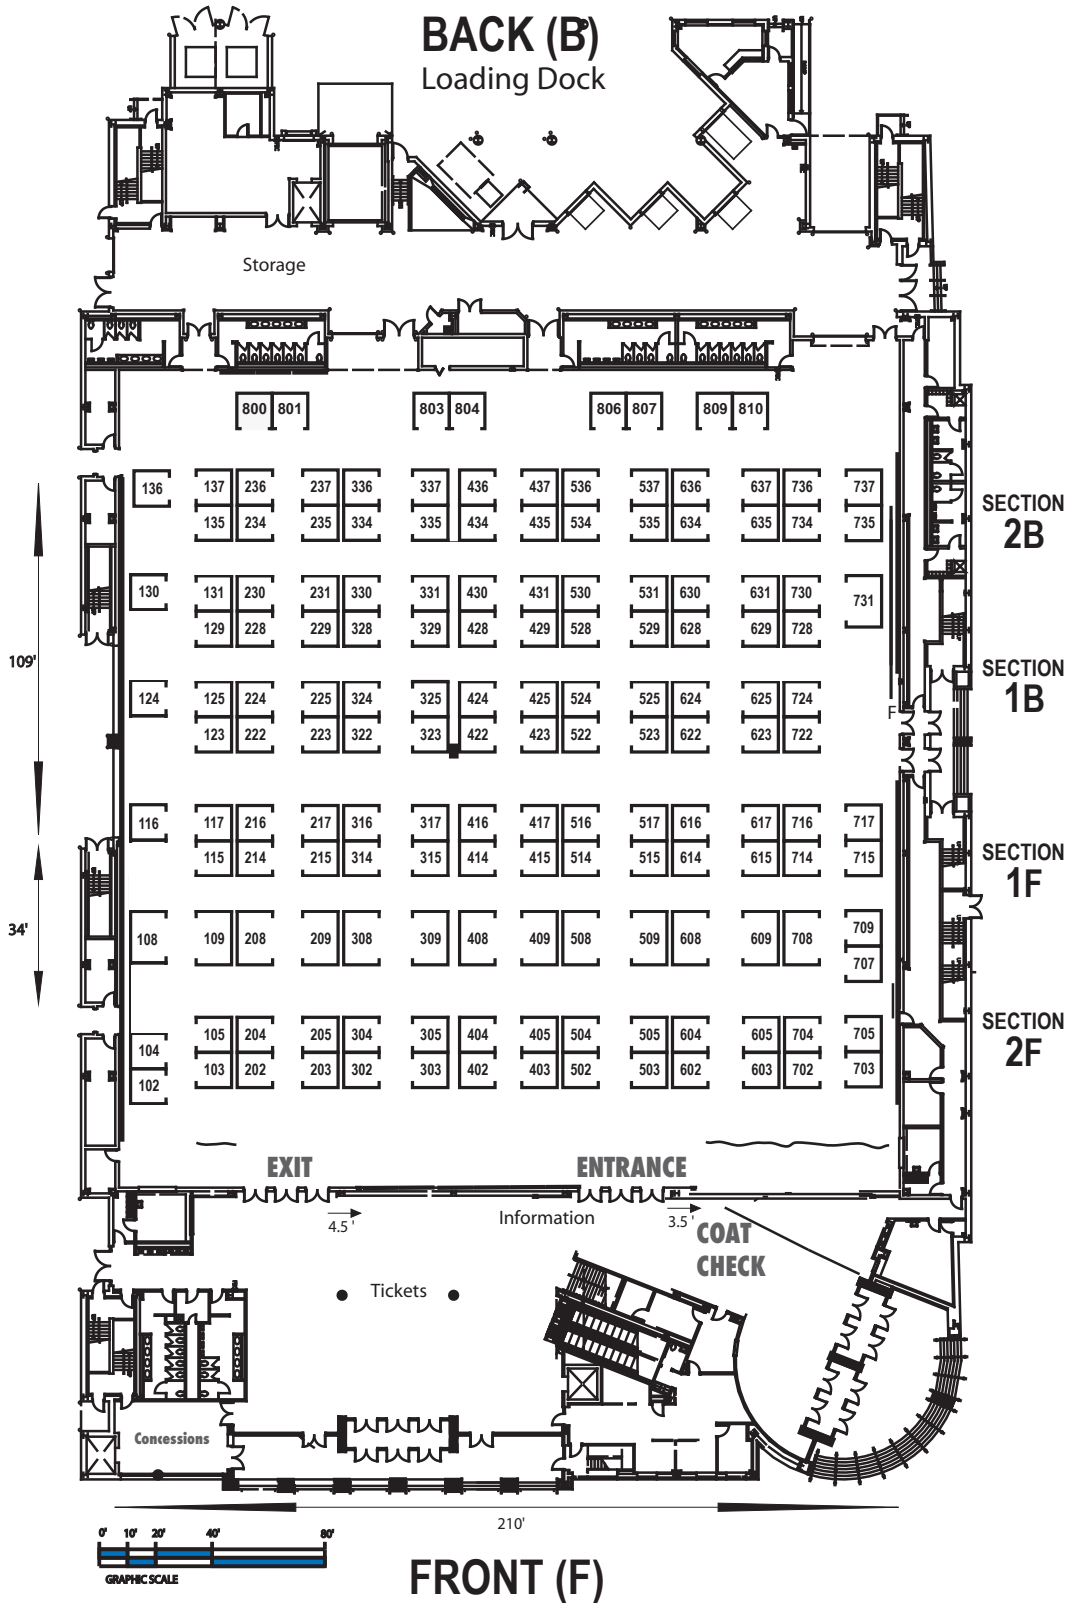 BACK (B)
Loading Dock
Storage
800 801 803 804 806 807 809 810
136 137 236 237 336 337 436 437 536 537 636 637 736 737
135 234 235 334 335 434 435 534 535 634 635 734 735
SECTION
2B
130 131 230 231 330 331 430 431 530 531 630 631 730 731
129 228 229 328 329 428 429 528 529 628 629 728
109'
SECTION
1B
124 125 224 225 324 325 424 425 524 525 624 625 724
F
123 222 223 322 323 422 423 522 523 622 623 722
116 117 216 217 316 317 416 417 516 517 616 617 716 717
115 214 215 314 315 414 415 514 515 614 615 714 715
SECTION
1F
34'
108 109 208 209 308 309 408 409 508 509 608 609 708 709
707
SECTION
2F
104 105 204 205 304 305 404 405 504 505 604 605 704 705
102 103 202 203 302 303 402 403 502 503 602 603 702 703
EXIT ENTRANCE
4.5 ' Information 3.5 '
COAT
CHECK
Tickets
Concessions
210'
0' 10' 20' 40' 80'
GRAPHIC SCALE
FRONT (F)